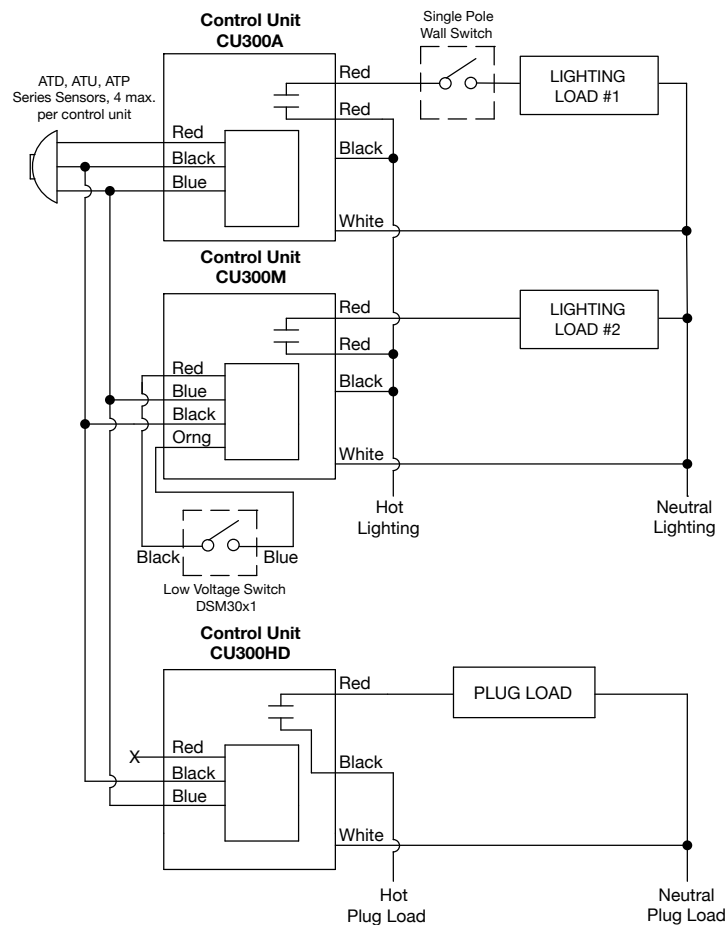 Control Unit
CU300A
Single Pole
Wall Switch
ATD, ATU, ATP
Series Sensors, 4 max.
per control unit
Red
LIGHTING
LOAD #1
Red
Red
Black
Black
Blue
White
Control Unit
CU300M
Red
LIGHTING
LOAD #2
Red
Red
Blue
Black
Black
Orng
White
Hot
Lighting
Neutral
Lighting
Black
Blue
Low Voltage Switch
DSM30x1
Control Unit
CU300HD
Red
PLUG LOAD
X
Red
Black
Black
Blue
White
Hot
Plug Load
Neutral
Plug Load